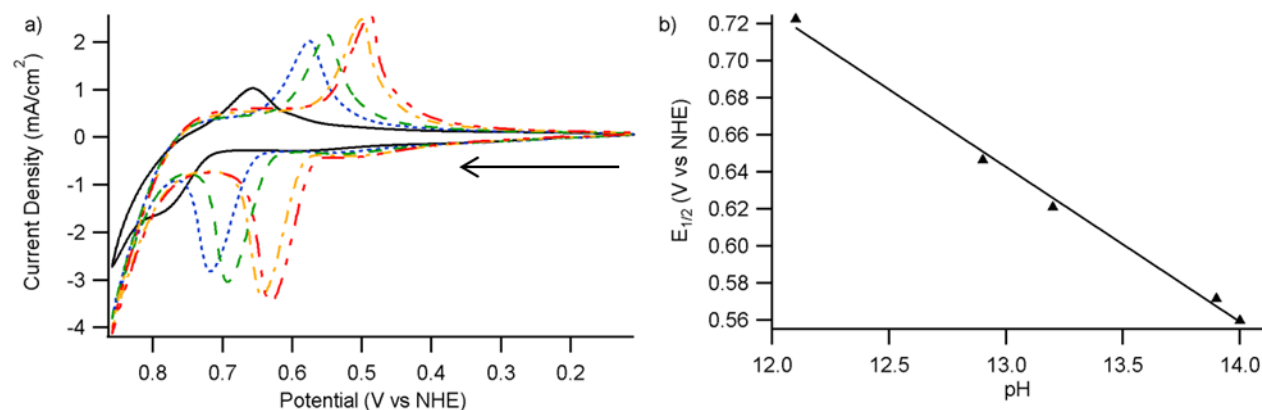 a)
Current Density (mA/cm²)
2
1
0
-1
-2
-3
-4
0.8 0.7 0.6 0.5 0.4 0.3 0.2
Potential (V vs NHE)
b)
E₁/₂ (V vs NHE)
0.72
0.70
0.68
0.66
0.64
0.62
0.60
0.58
0.56
12.0 12.5 13.0 13.5 14.0
pH